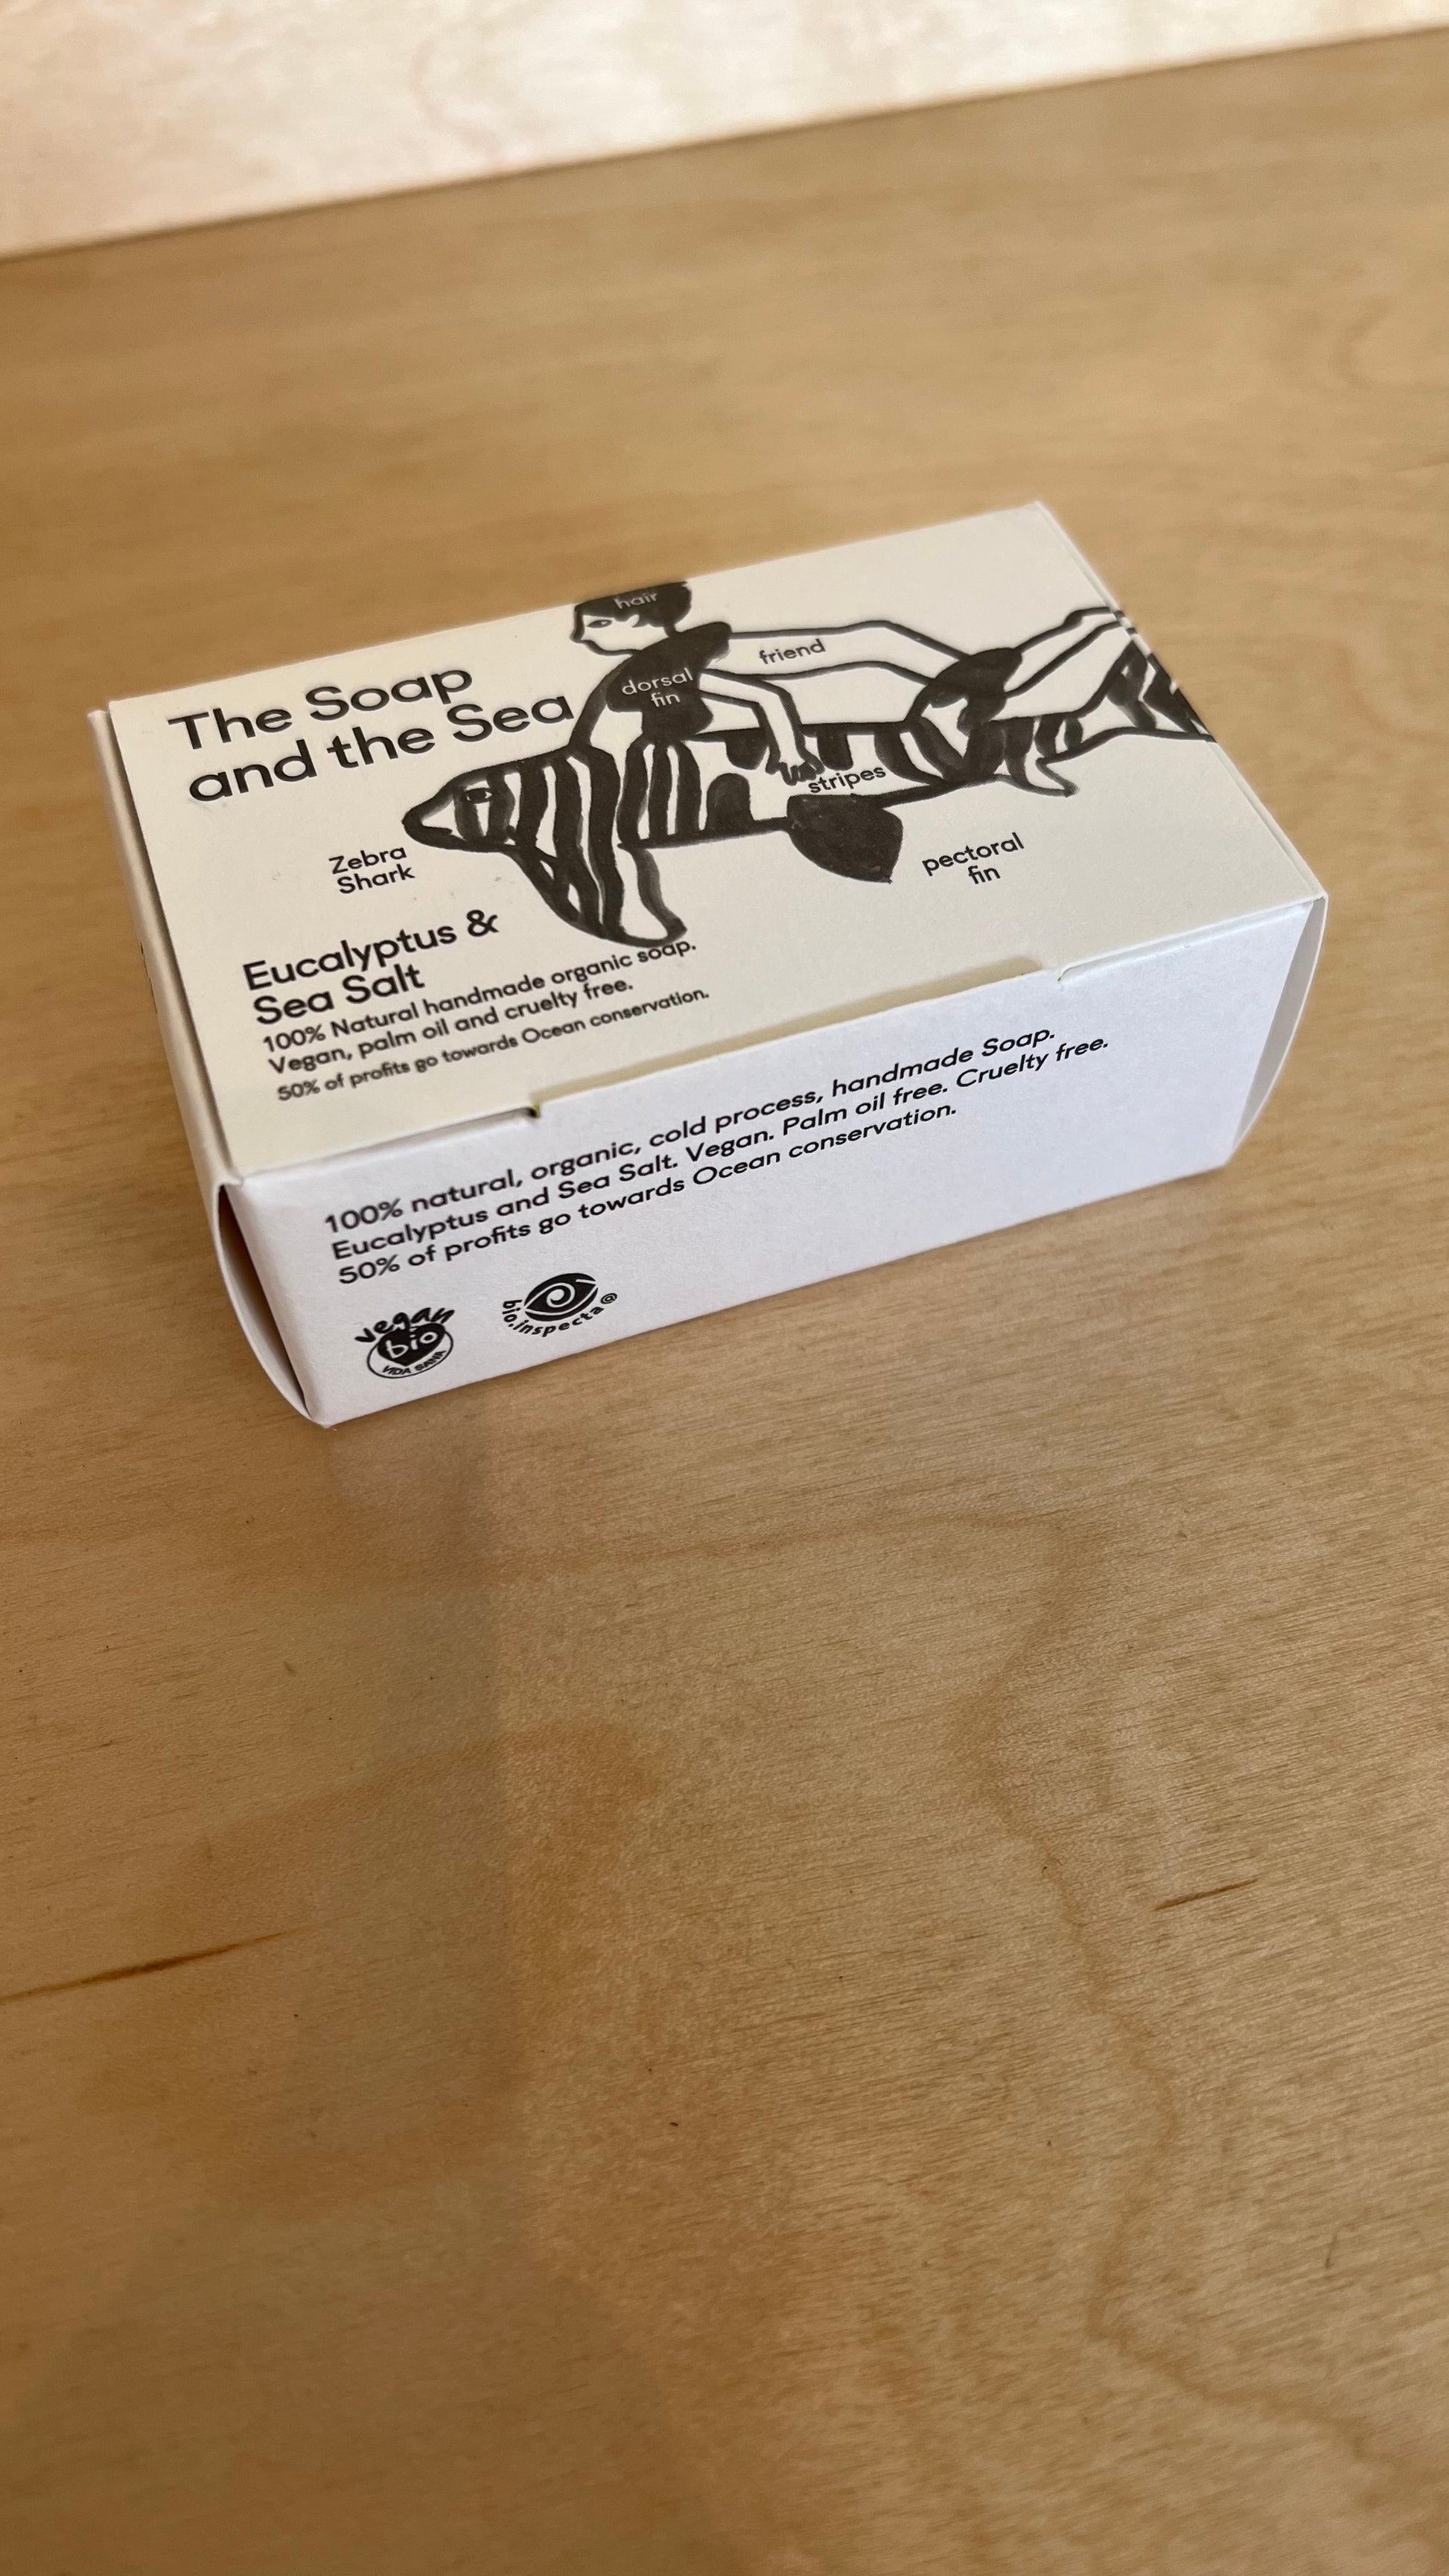 The Soap
and the Sea
hair
friend
dorsal
fin
stripes
Zebra
Shark
pectoral
fin
Eucalyptus &
Sea Salt
100% Natural handmade organic soap.
Vegan, palm oil and cruelty free.
50% of profits go towards Ocean conservation.
100% natural, organic, cold process, handmade Soap.
Eucalyptus and Sea Salt. Vegan. Palm oil free. Cruelty free.
50% of profits go towards Ocean conservation.
vegan
bio
VIDA SANA
bio.inspecta @